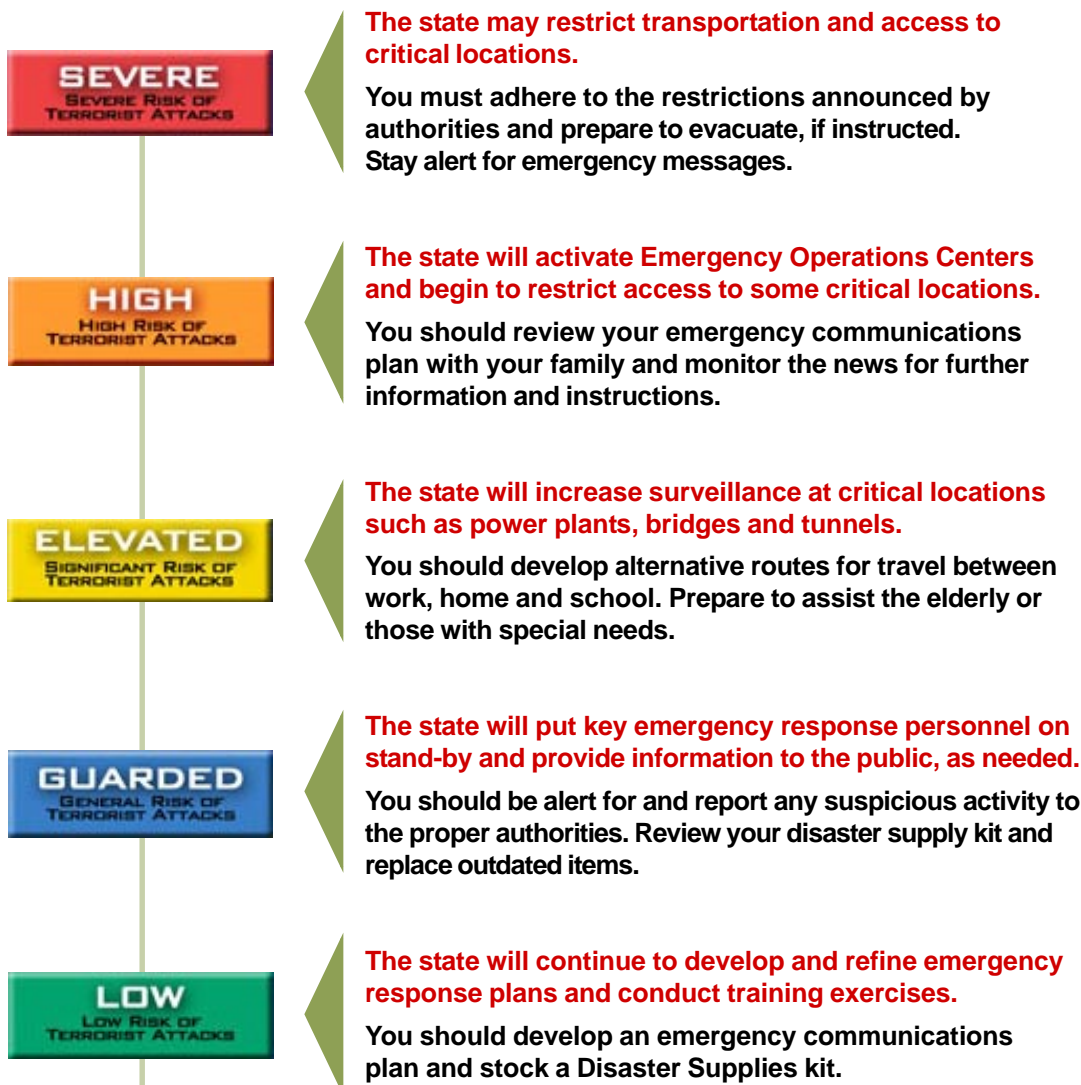 SEVERE
SEVERE RISK OF
TERRORIST ATTACKS
The state may restrict transportation and access to
critical locations.
You must adhere to the restrictions announced by
authorities and prepare to evacuate, if instructed.
Stay alert for emergency messages.
HIGH
HIGH RISK OF
TERRORIST ATTACKS
The state will activate Emergency Operations Centers
and begin to restrict access to some critical locations.
You should review your emergency communications
plan with your family and monitor the news for further
information and instructions.
ELEVATED
SIGNIFICANT RISK OF
TERRORIST ATTACKS
The state will increase surveillance at critical locations
such as power plants, bridges and tunnels.
You should develop alternative routes for travel between
work, home and school. Prepare to assist the elderly or
those with special needs.
GUARDED
GENERAL RISK OF
TERRORIST ATTACKS
The state will put key emergency response personnel on
stand-by and provide information to the public, as needed.
You should be alert for and report any suspicious activity to
the proper authorities. Review your disaster supply kit and
replace outdated items.
LOW
LOW RISK OF
TERRORIST ATTACKS
The state will continue to develop and refine emergency
response plans and conduct training exercises.
You should develop an emergency communications
plan and stock a Disaster Supplies kit.